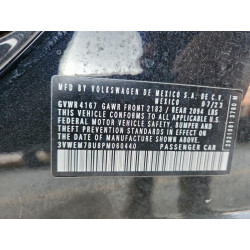 MFD BY VOLKSWAGEN DE MEXICO S.A. DE C.V.
MEXICO 07/23
GVWR 4167 GAWR FRONT 2183 / REAR 2094 LBS
THIS VEHICLE CONFORMS TO ALL APPLICABLE
FEDERAL MOTOR VEHICLE SAFETY, BUMPER,
AND THEFT PREVENTION STANDARDS IN EFFECT
ON THE DATE OF MANUFACTURE SHOWN ABOVE
3VWEM7BU8PM060440 PASSENGER CAR